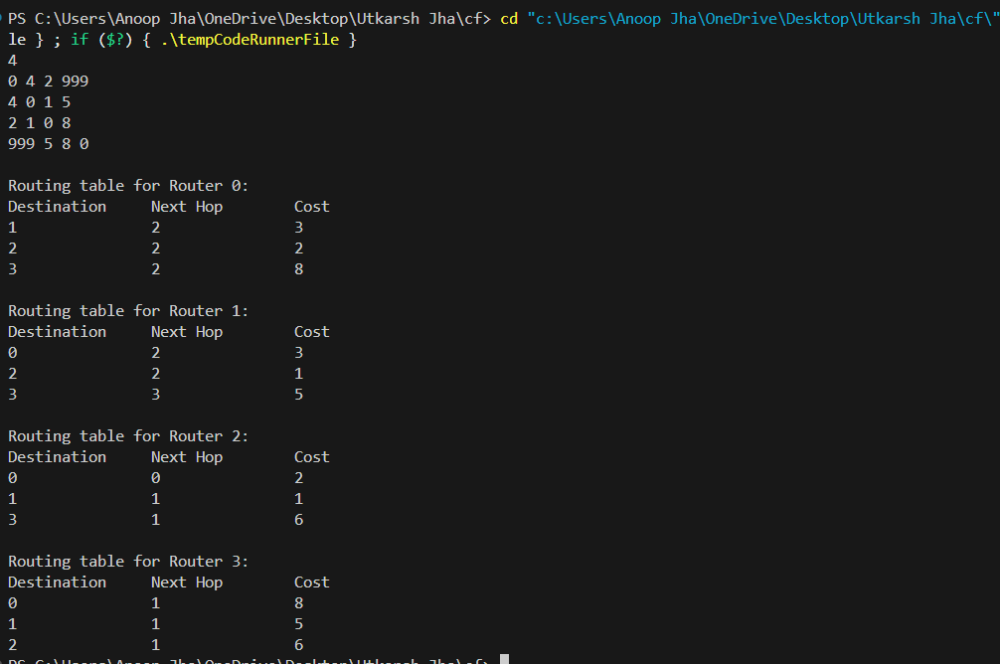 PS C:\Users\Anoop Jha\OneDrive\Desktop\Utkarsh Jha\cf> cd "c:\Users\Anoop Jha\OneDrive\Desktop\Utkarsh Jha\cf\"
le } ; if ($?) { .\tempCodeRunnerFile }
4
0 4 2 999
4 0 1 5
2 1 0 8
999 5 8 0
Routing table for Router 0:
Destination Next Hop Cost
1 2 3
2 2 2
3 2 8
Routing table for Router 1:
Destination Next Hop Cost
0 2 3
2 2 1
3 3 5
Routing table for Router 2:
Destination Next Hop Cost
0 0 2
1 1 1
3 1 6
Routing table for Router 3:
Destination Next Hop Cost
0 1 8
1 1 5
2 1 6
PS C:\Users\Anoop Jha\OneDrive\Desktop\Utkarsh Jha\cf>